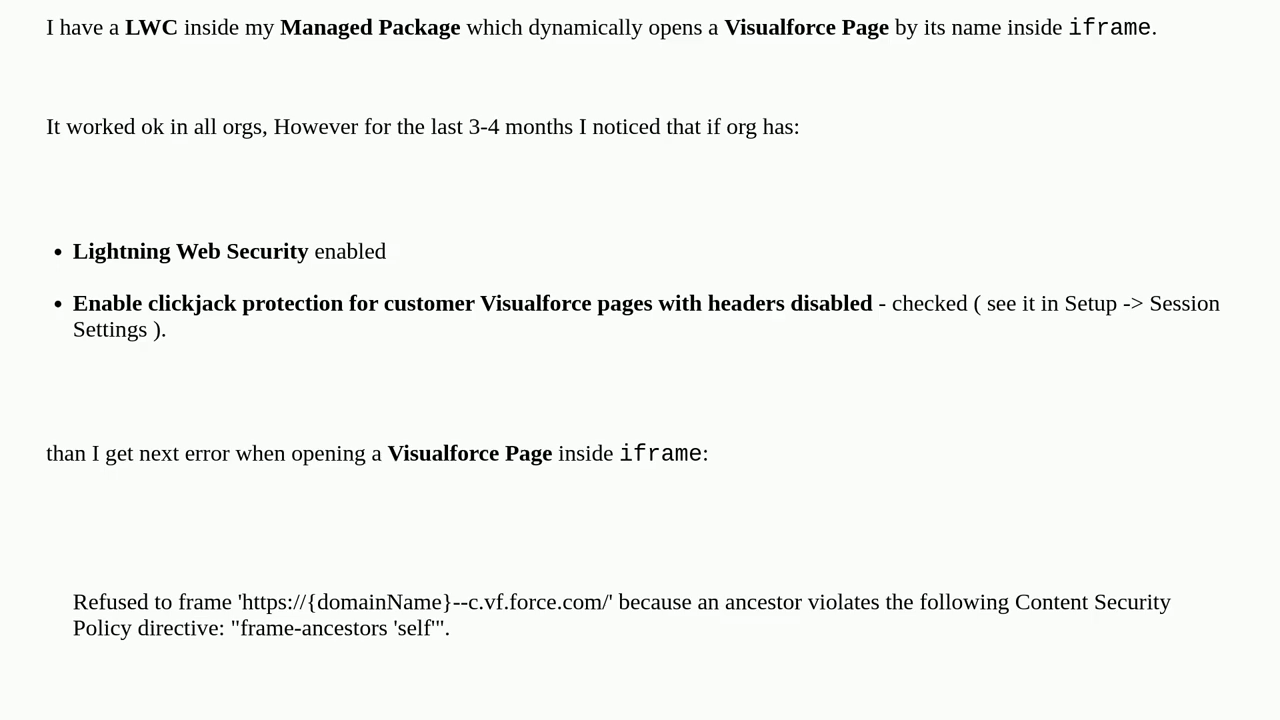 I have a LWC inside my Managed Package which dynamically opens a Visualforce Page by its name inside iframe.
It worked ok in all orgs, However for the last 3-4 months I noticed that if org has:
• Lightning Web Security enabled
• Enable clickjack protection for customer Visualforce pages with headers disabled - checked ( see it in Setup -> Session
Settings ).
than I get next error when opening a Visualforce Page inside iframe:
Refused to frame 'https://{domainName}--c.vf.force.com/' because an ancestor violates the following Content Security
Policy directive: "frame-ancestors 'self'".